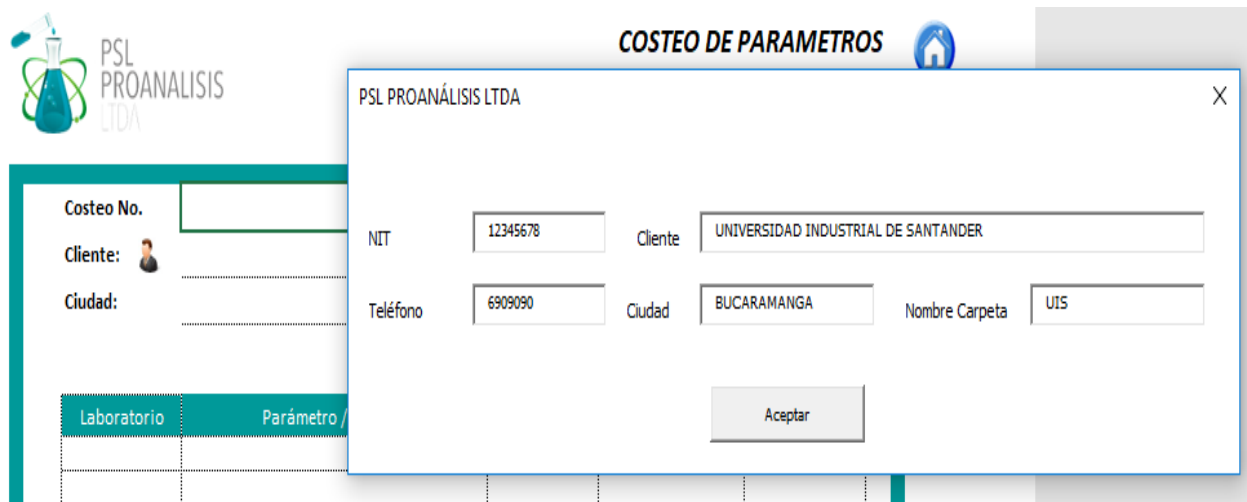 PSL
PROANALISIS
LTDA
COSTEO DE PARAMETROS
PSL PROANÁLISIS LTDA
X
Costeo No.
Cliente:
Ciudad:
NIT 12345678 Cliente UNIVERSIDAD INDUSTRIAL DE SANTANDER
Teléfono 6909090 Ciudad BUCARAMANGA Nombre Carpeta UIS
Aceptar
Laboratorio Parámetro /